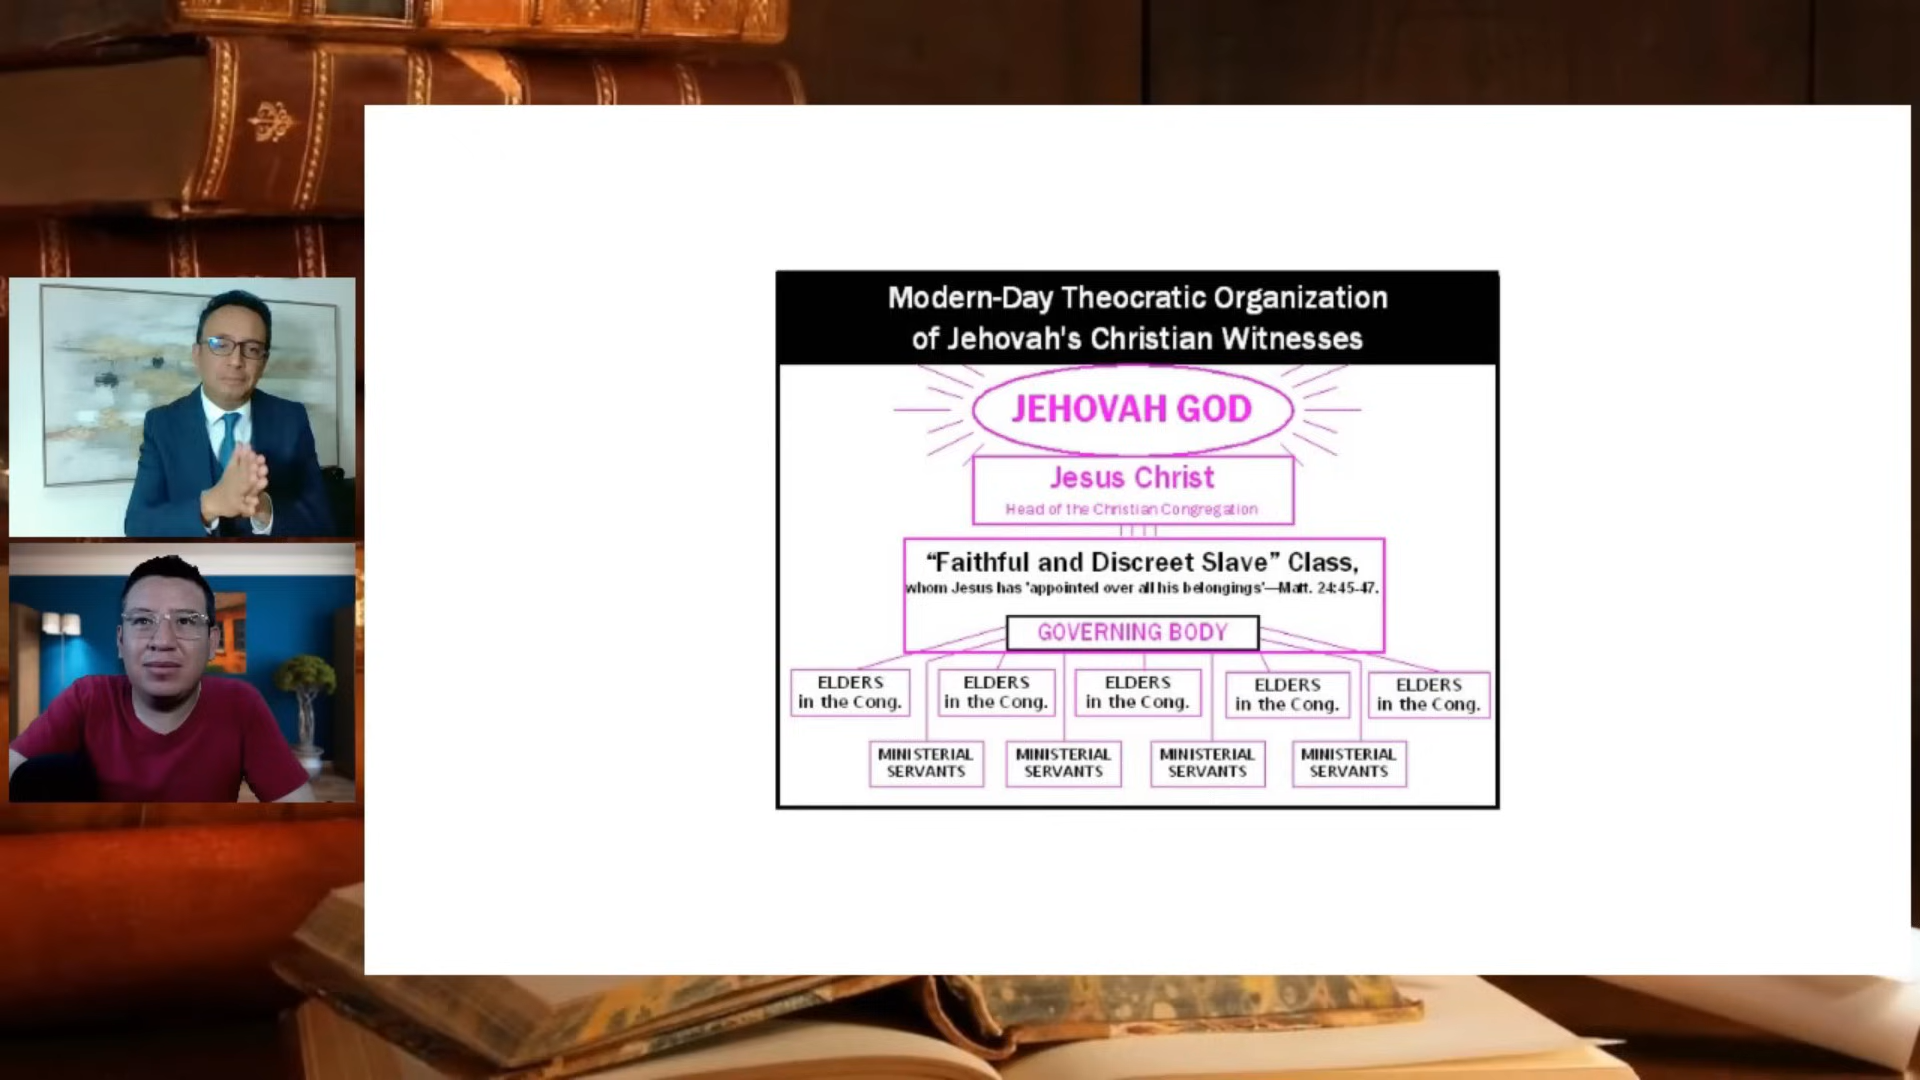 Modern-Day Theocratic Organization
of Jehovah's Christian Witnesses
JEHOVAH GOD
Jesus Christ
Head of the Christian Congregation
“Faithful and Discreet Slave” Class,
whom Jesus has 'appointed over all his belongings'—Matt. 24:45-47.
GOVERNING BODY
ELDERS
in the Cong.
ELDERS
in the Cong.
ELDERS
in the Cong.
ELDERS
in the Cong.
ELDERS
in the Cong.
MINISTERIAL
SERVANTS
MINISTERIAL
SERVANTS
MINISTERIAL
SERVANTS
MINISTERIAL
SERVANTS